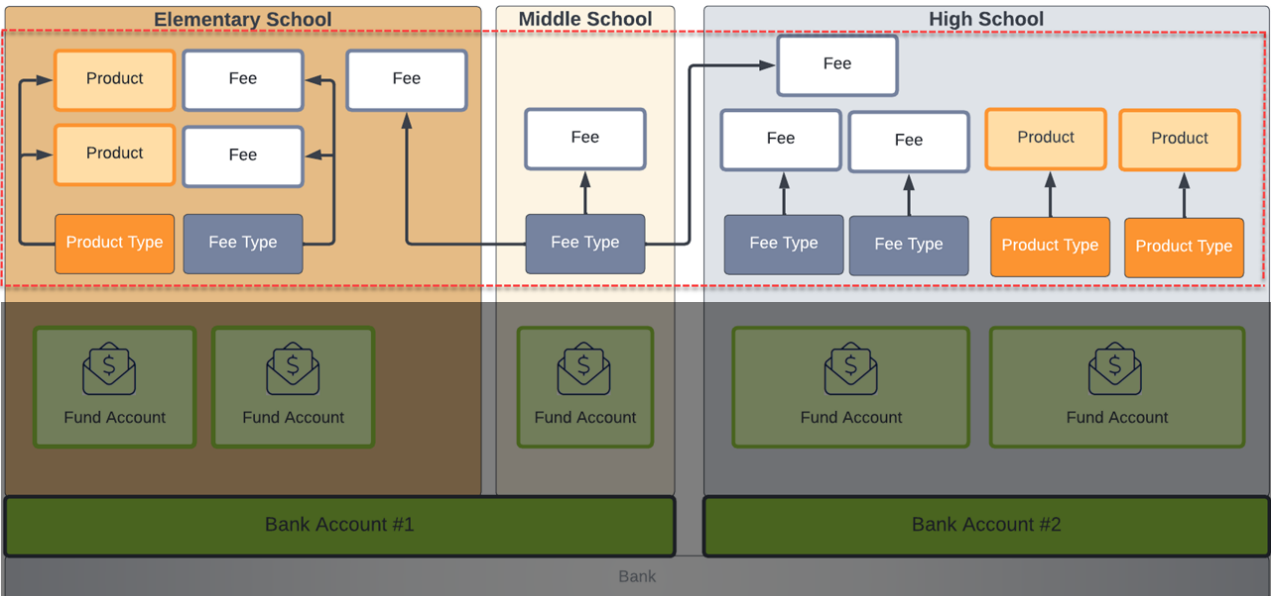 Elementary School
Middle School
High School
Product
Fee
Fee
Fee
Product
Fee
Fee
Fee
Fee
Product
Product
Product Type
Fee Type
Fee Type
Fee Type
Fee Type
Product Type
Product Type
$
$
$
$
$
Fund Account
Fund Account
Fund Account
Fund Account
Fund Account
Bank Account #1
Bank Account #2
Bank